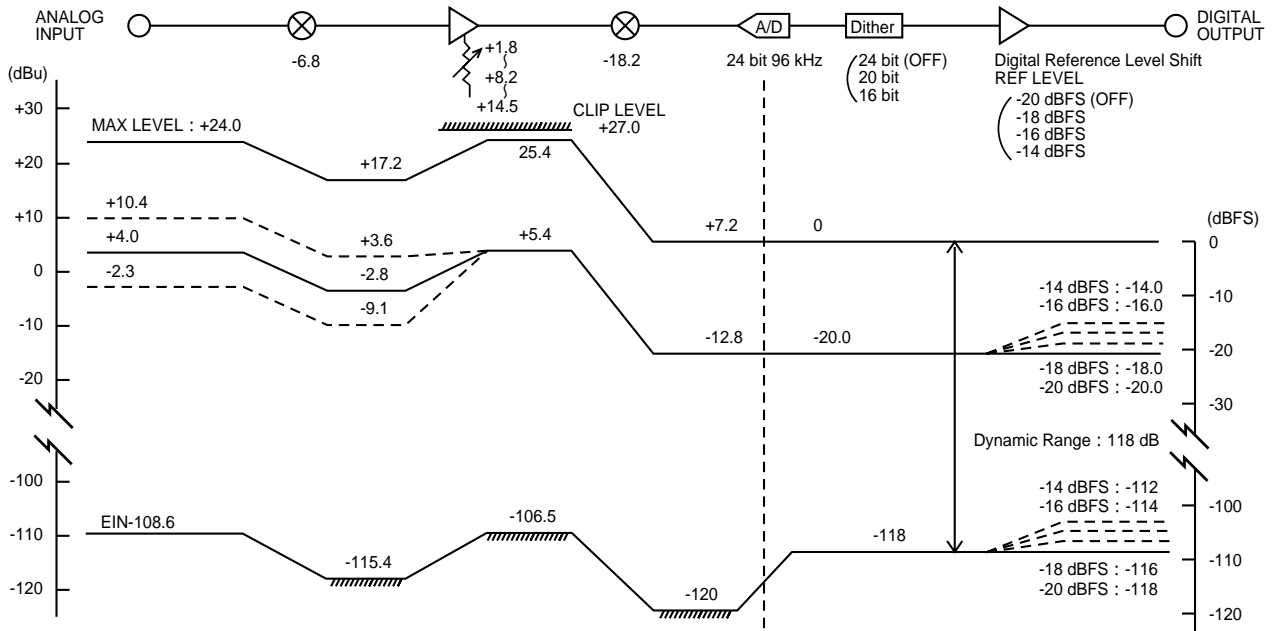 ANALOG
INPUT
A/D
Dither
DIGITAL
OUTPUT
-6.8
+1.8
+8.2
+14.5
-18.2
24 bit 96 kHz
24 bit (OFF)
20 bit
16 bit
Digital Reference Level Shift
REF LEVEL
-20 dBFS (OFF)
-18 dBFS
-16 dBFS
-14 dBFS
(dBu)
+30
+20
+10
0
-10
-20
-100
-110
-120
MAX LEVEL : +24.0
+17.2
CLIP LEVEL
+27.0
25.4
+10.4
+4.0
-2.3
+3.6
-2.8
-9.1
+5.4
+7.2
0
-12.8
-20.0
(dBFS)
0
-10
-20
-30
-100
-110
-120
-14 dBFS : -14.0
-16 dBFS : -16.0
-18 dBFS : -18.0
-20 dBFS : -20.0
Dynamic Range : 118 dB
EIN-108.6
-115.4
-106.5
-120
-118
-14 dBFS : -112
-16 dBFS : -114
-18 dBFS : -116
-20 dBFS : -118